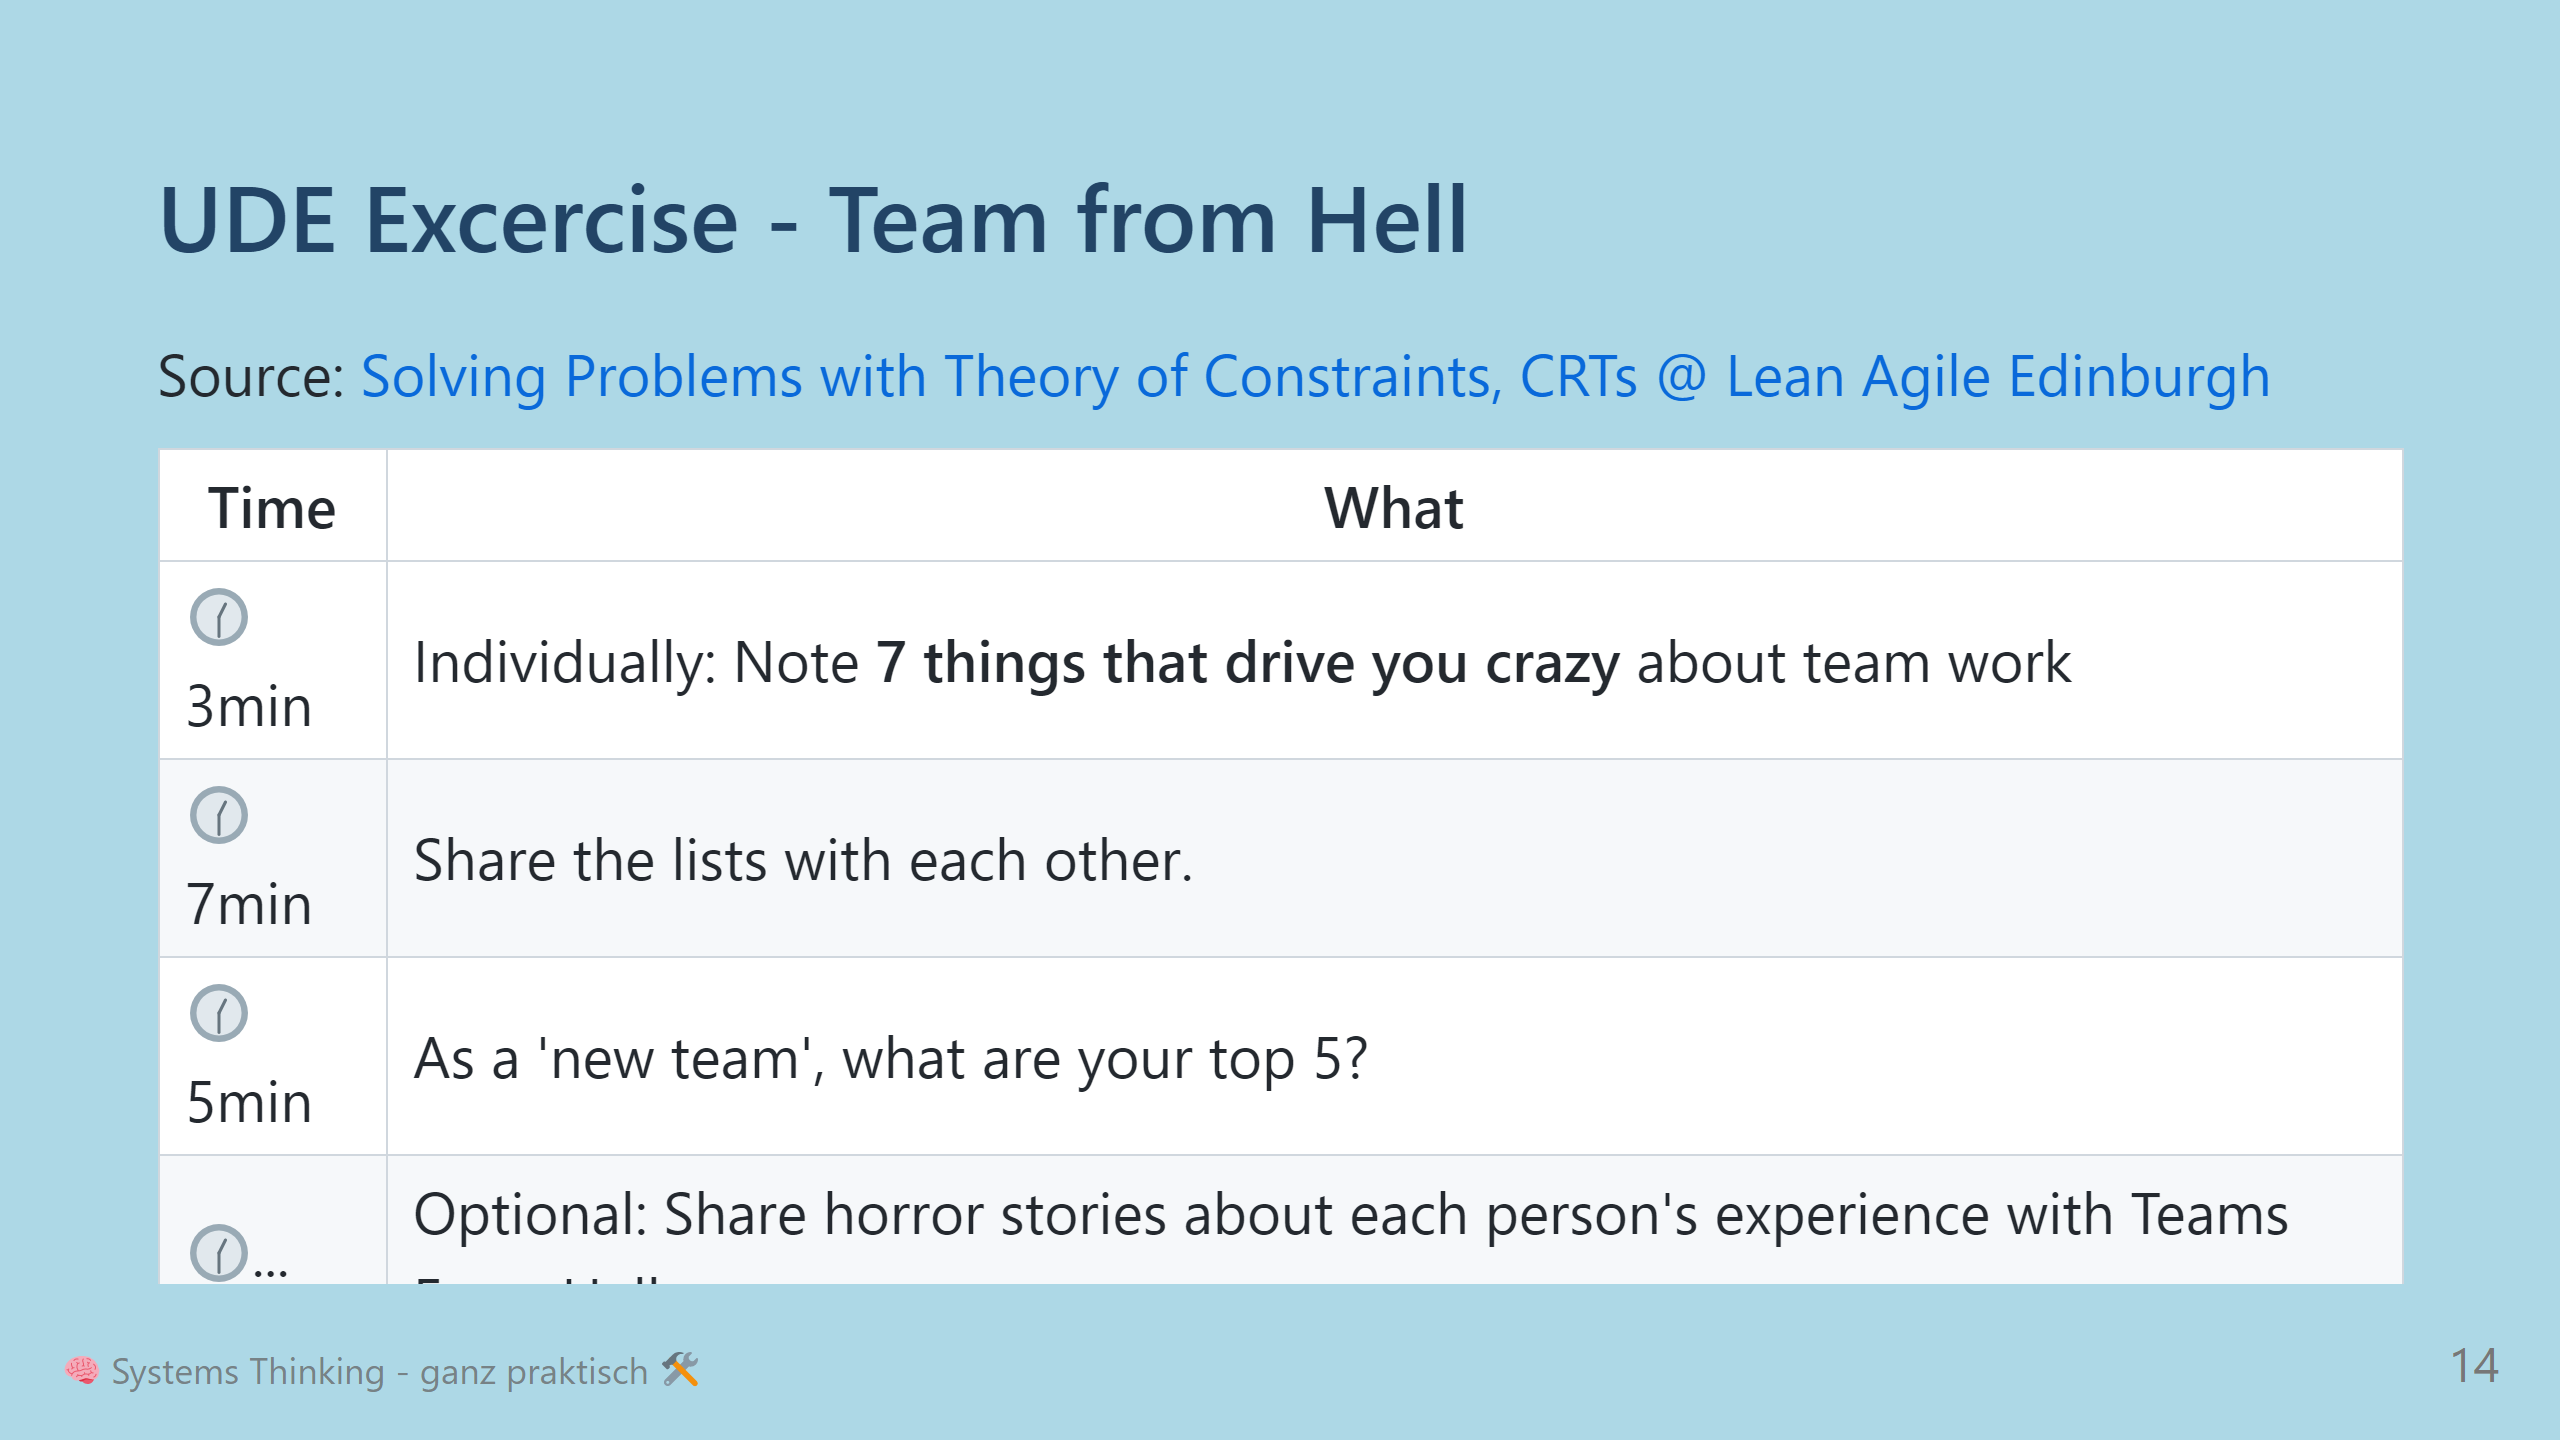 UDE Excercise - Team from Hell
Source: Solving Problems with Theory of Constraints, CRTs @ Lean Agile Edinburgh
Time What
3min
Individually: Note 7 things that drive you crazy about team work
7min
Share the lists with each other.
5min
As a 'new team', what are your top 5?
...
Optional: Share horror stories about each person's experience with Teams
Systems Thinking - ganz praktisch
14